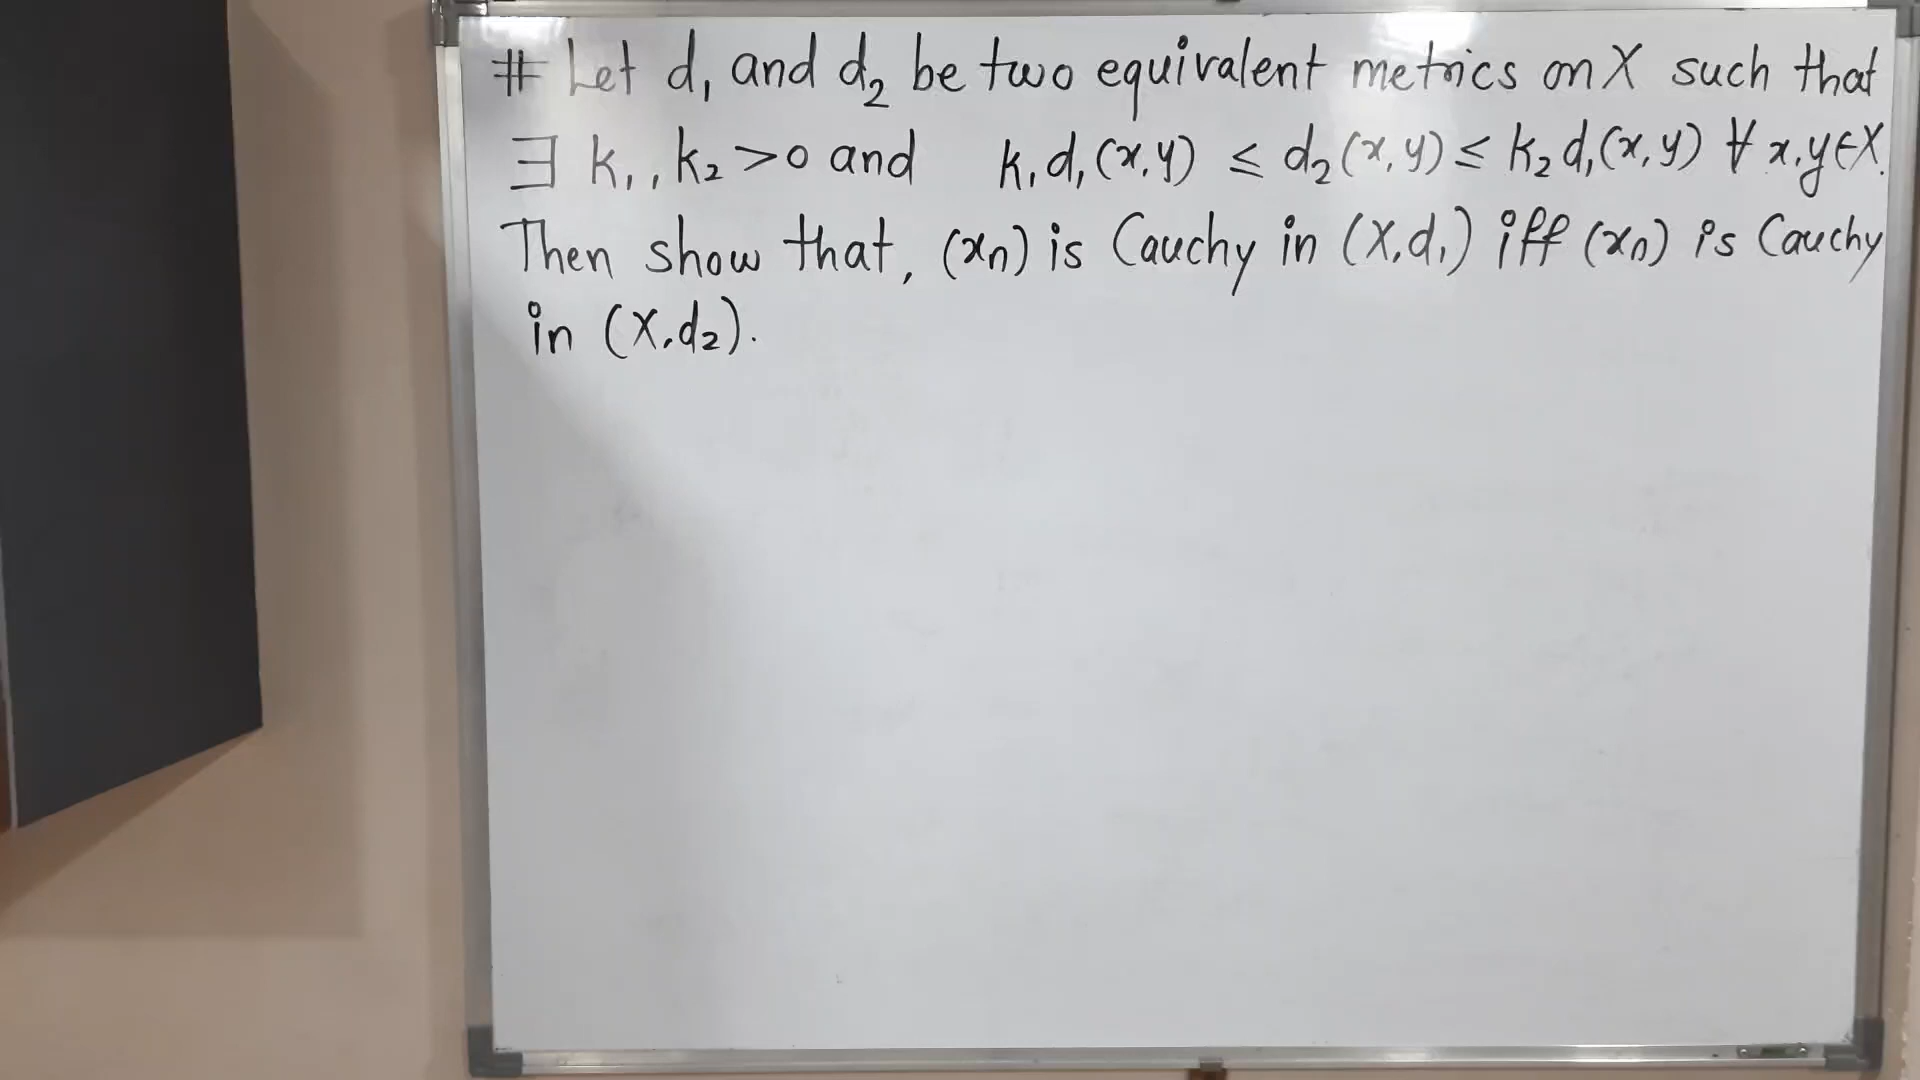 # Let d₁ and d₂ be two equivalent metrics on X such that
∃ k₁, k₂ > 0 and k₁d₁(x,y) ≤ d₂(x,y) ≤ k₂d₁(x,y) ∀ x,y∈X.
Then show that, (xn) is Cauchy in (X,d₁) iff (xn) is Cauchy
in (X,d₂).